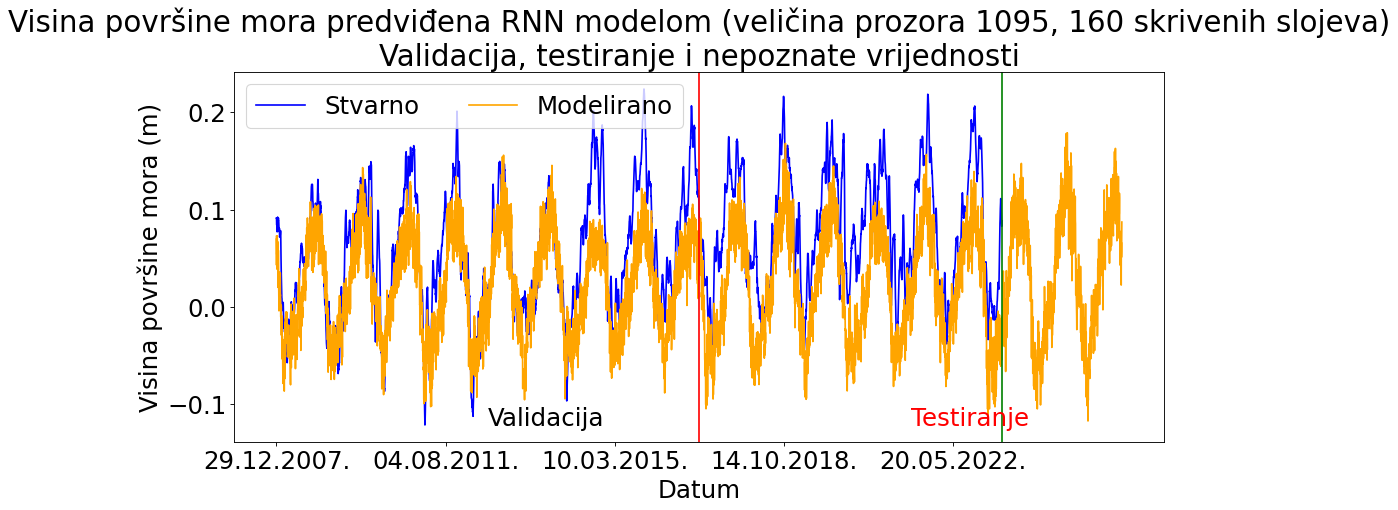 Visina površine mora predviđena RNN modelom (veličina prozora 1095, 160 skrivenih slojeva)
Validacija, testiranje i nepoznate vrijednosti
Stvarno
Modelirano
Visina površine mora (m)
0.2
0.1
0.0
−0.1
Validacija
Testiranje
29.12.2007.
04.08.2011.
10.03.2015.
14.10.2018.
20.05.2022.
Datum